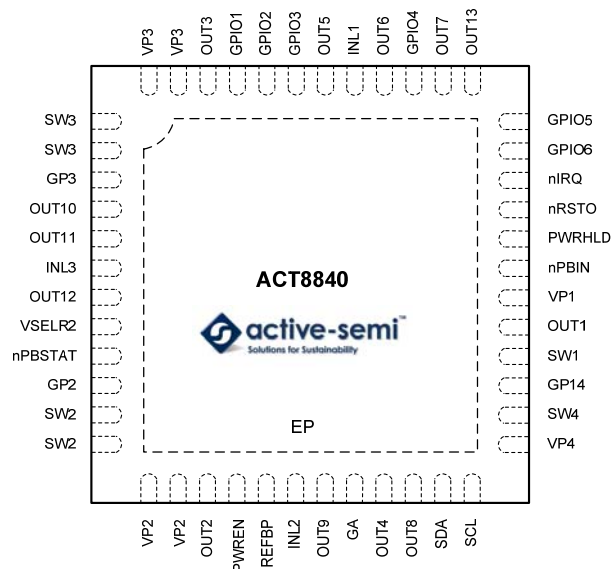 VP3
VP3
OUT3
GPIO1
GPIO2
GPIO3
OUT5
INL1
OUT6
GPIO4
OUT7
OUT13
SW3
SW3
GP3
OUT10
OUT11
INL3
OUT12
VSELR2
nPBSTAT
GP2
SW2
SW2
GPIO5
GPIO6
nIRQ
nRSTO
PWRHLD
nPBIN
VP1
OUT1
SW1
GP14
SW4
VP4
ACT8840
active-semi™
Solutions for Sustainability
EP
VP2
VP2
OUT2
PWREN
REFBP
INL2
OUT9
GA
OUT4
OUT8
SDA
SCL